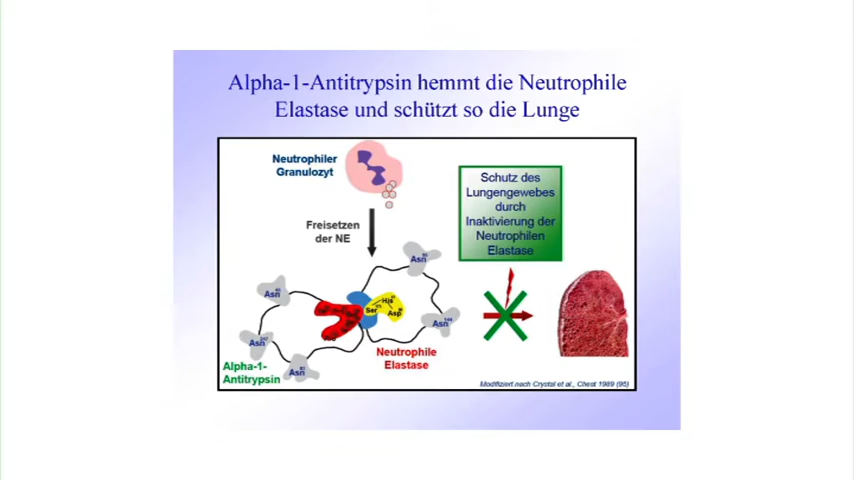 Alpha-1-Antitrypsin hemmt die Neutrophile
Elastase und schützt so die Lunge
Neutrophiler
Granulozyt
Freisetzen
der NE
Schutz des
Lungengewebes
durch
Inaktivierung der
Neutrophilen
Elastase
Asn
Asn
His
Ser
Asp
Asn
Asn
Asn
Neutrophile
Elastase
Alpha-1-
Antitrypsin
Modifiziert nach Crystal et al., Chest 1989 (95)